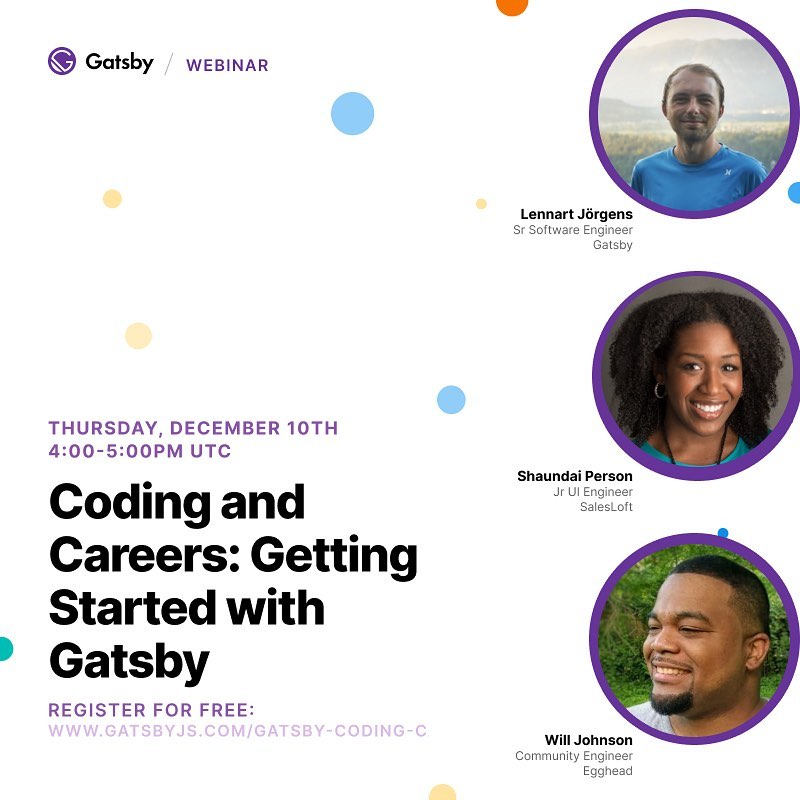 Gatsby / WEBINAR
Lennart Jörgens
Sr Software Engineer
Gatsby
Shaundai Person
Jr UI Engineer
SalesLoft
THURSDAY, DECEMBER 10TH
4:00-5:00PM UTC
Coding and
Careers: Getting
Started with
Gatsby
REGISTER FOR FREE:
WWW.GATSBYJS.COM/GATSBY-CODING-C
Will Johnson
Community Engineer
Egghead